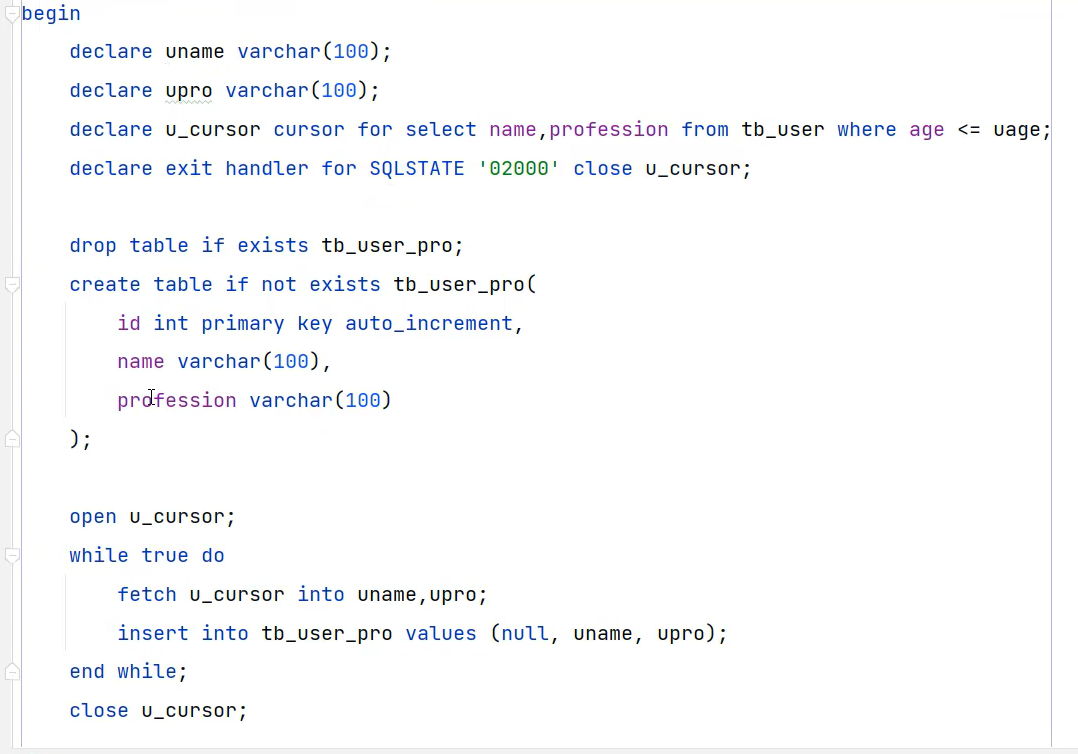 begin
    declare uname varchar(100);
    declare upro varchar(100);
    declare u_cursor cursor for select name,profession from tb_user where age <= uage;
    declare exit handler for SQLSTATE '02000' close u_cursor;

    drop table if exists tb_user_pro;
    create table if not exists tb_user_pro(
        id int primary key auto_increment,
        name varchar(100),
        profession varchar(100)
    );

    open u_cursor;
    while true do
        fetch u_cursor into uname,upro;
        insert into tb_user_pro values (null, uname, upro);
    end while;
    close u_cursor;